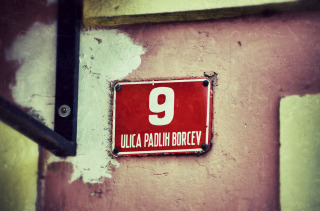 9
ULICA PADLIH BORCEV